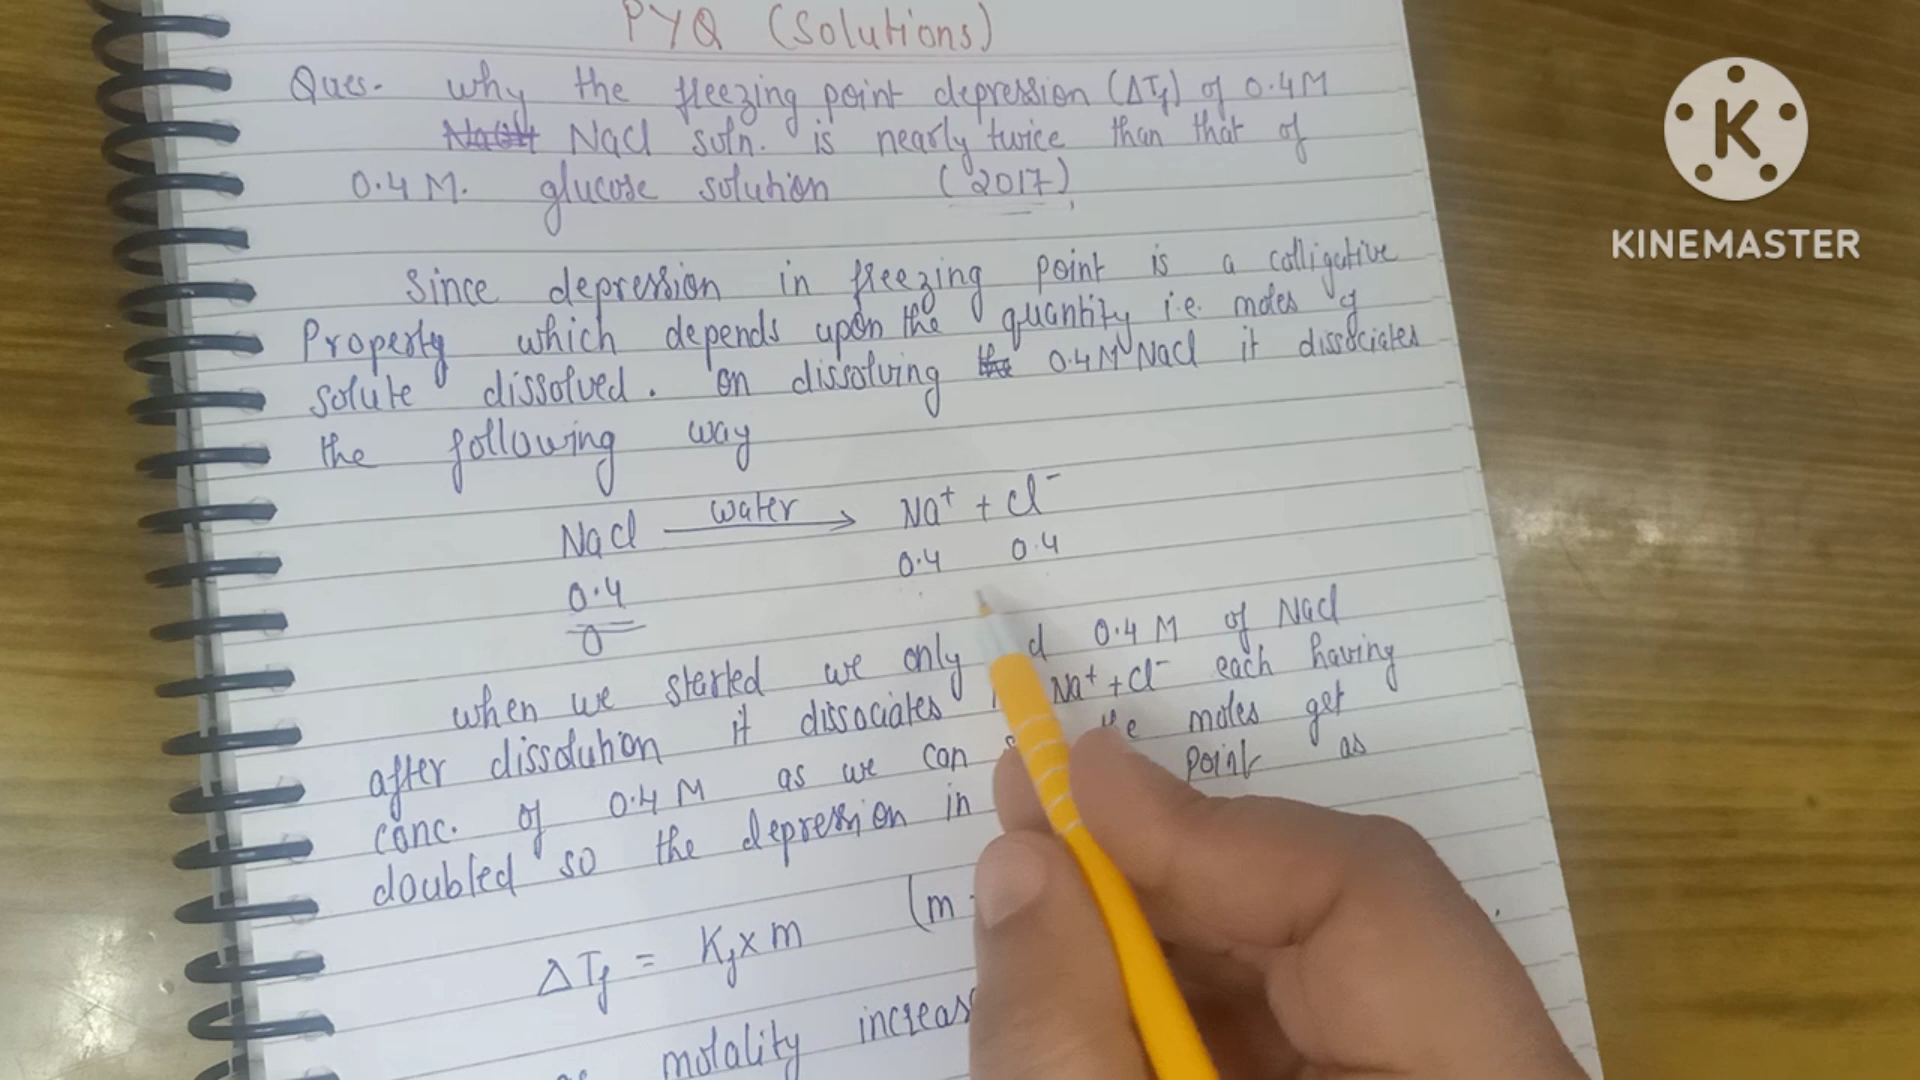 PYQ (Solutions)
Ques. why the freezing point depression (ΔTf) of 0.4M
NaCl soln. is nearly twice than that of
0.4 M. glucose solution (2017)
Since depression in freezing point is a colligative
Property which depends upon the quantity i.e. moles of
solute dissolved. on dissolving 0.4M NaCl it dissociates
the following way
NaCl water → Na+ + Cl-
0.4 0.4 0.4
0
when we started we only d 0.4 M of NaCl
after dissolution it dissociates Na+ + Cl- each having
conc. of 0.4 M as we can moles get
doubled so the depression in point as
ΔTf = Kf x m (m
molality increas
K
KINEMASTER